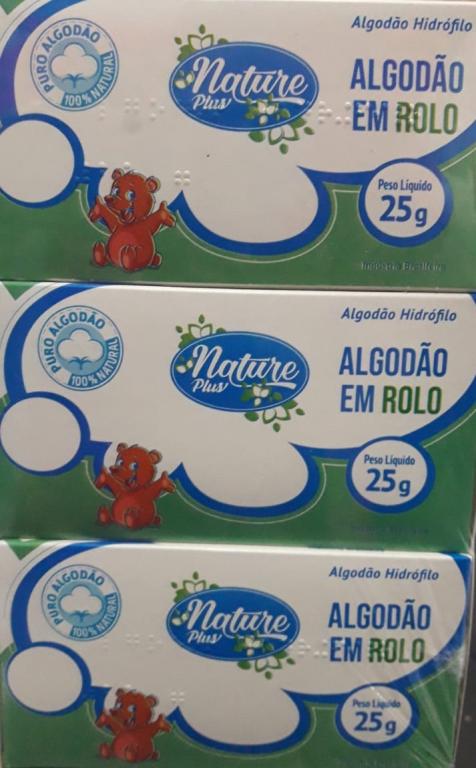 Algodão Hidrófilo
PURO ALGODÃO
100% NATURAL
Nature
Plus
ALGODÃO
EM ROLO
Peso Líquido
25g
Indústria Brasileira
Algodão Hidrófilo
PURO ALGODÃO
100% NATURAL
Nature
Plus
ALGODÃO
EM ROLO
Peso Líquido
25g
Algodão Hidrófilo
PURO ALGODÃO
100% NATURAL
Nature
Plus
ALGODÃO
EM ROLO
Peso Líquido
25g